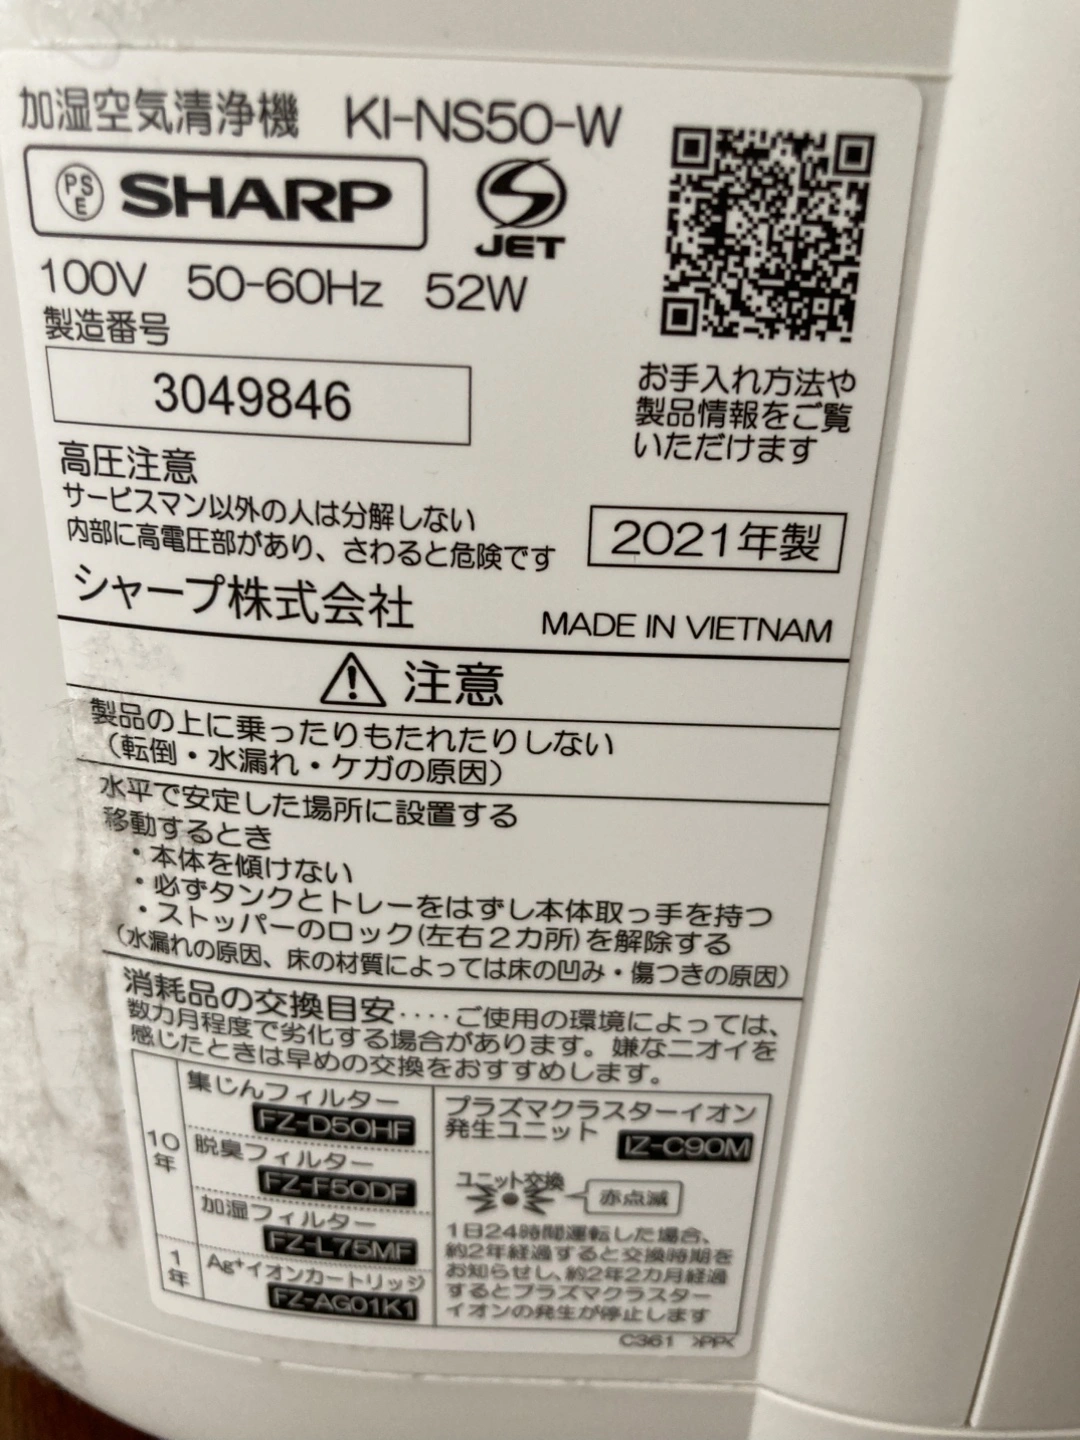 加湿空気清浄機 KI-NS50-W
PSE SHARP
JET
100V 50-60Hz 52W
製造番号
3049846
お手入れ方法や
製品情報をご覧
いただけます
高圧注意
サービスマン以外の人は分解しない
内部に高電圧部があり、さわると危険です
2021年製
シャープ株式会社
MADE IN VIETNAM
注意
製品の上に乗ったりもたれたりしない
（転倒・水漏れ・ケガの原因）
水平で安定した場所に設置する
移動するとき
・本体を傾けない
・必ずタンクとトレーをはずし本体取っ手を持つ
・ストッパーのロック(左右2カ所)を解除する
（水漏れの原因、床の材質によっては床の凹み・傷つきの原因）
消耗品の交換目安‥‥ご使用の環境によっては、
数カ月程度で劣化する場合があります。嫌なニオイを
感じたときは早めの交換をおすすめします。
10年
集じんフィルター
FZ-D50HF
脱臭フィルター
FZ-F50DF
加湿フィルター
FZ-L75MF
1年
Ag+イオンカートリッジ
FZ-AG01K1
プラズマクラスターイオン
発生ユニット IZ-C90M
ユニット交換
赤点滅
1日24時間運転した場合、
約2年経過すると交換時期を
お知らせし、約2年2カ月経過
するとプラズマクラスター
イオンの発生が停止します
C361 >PP<